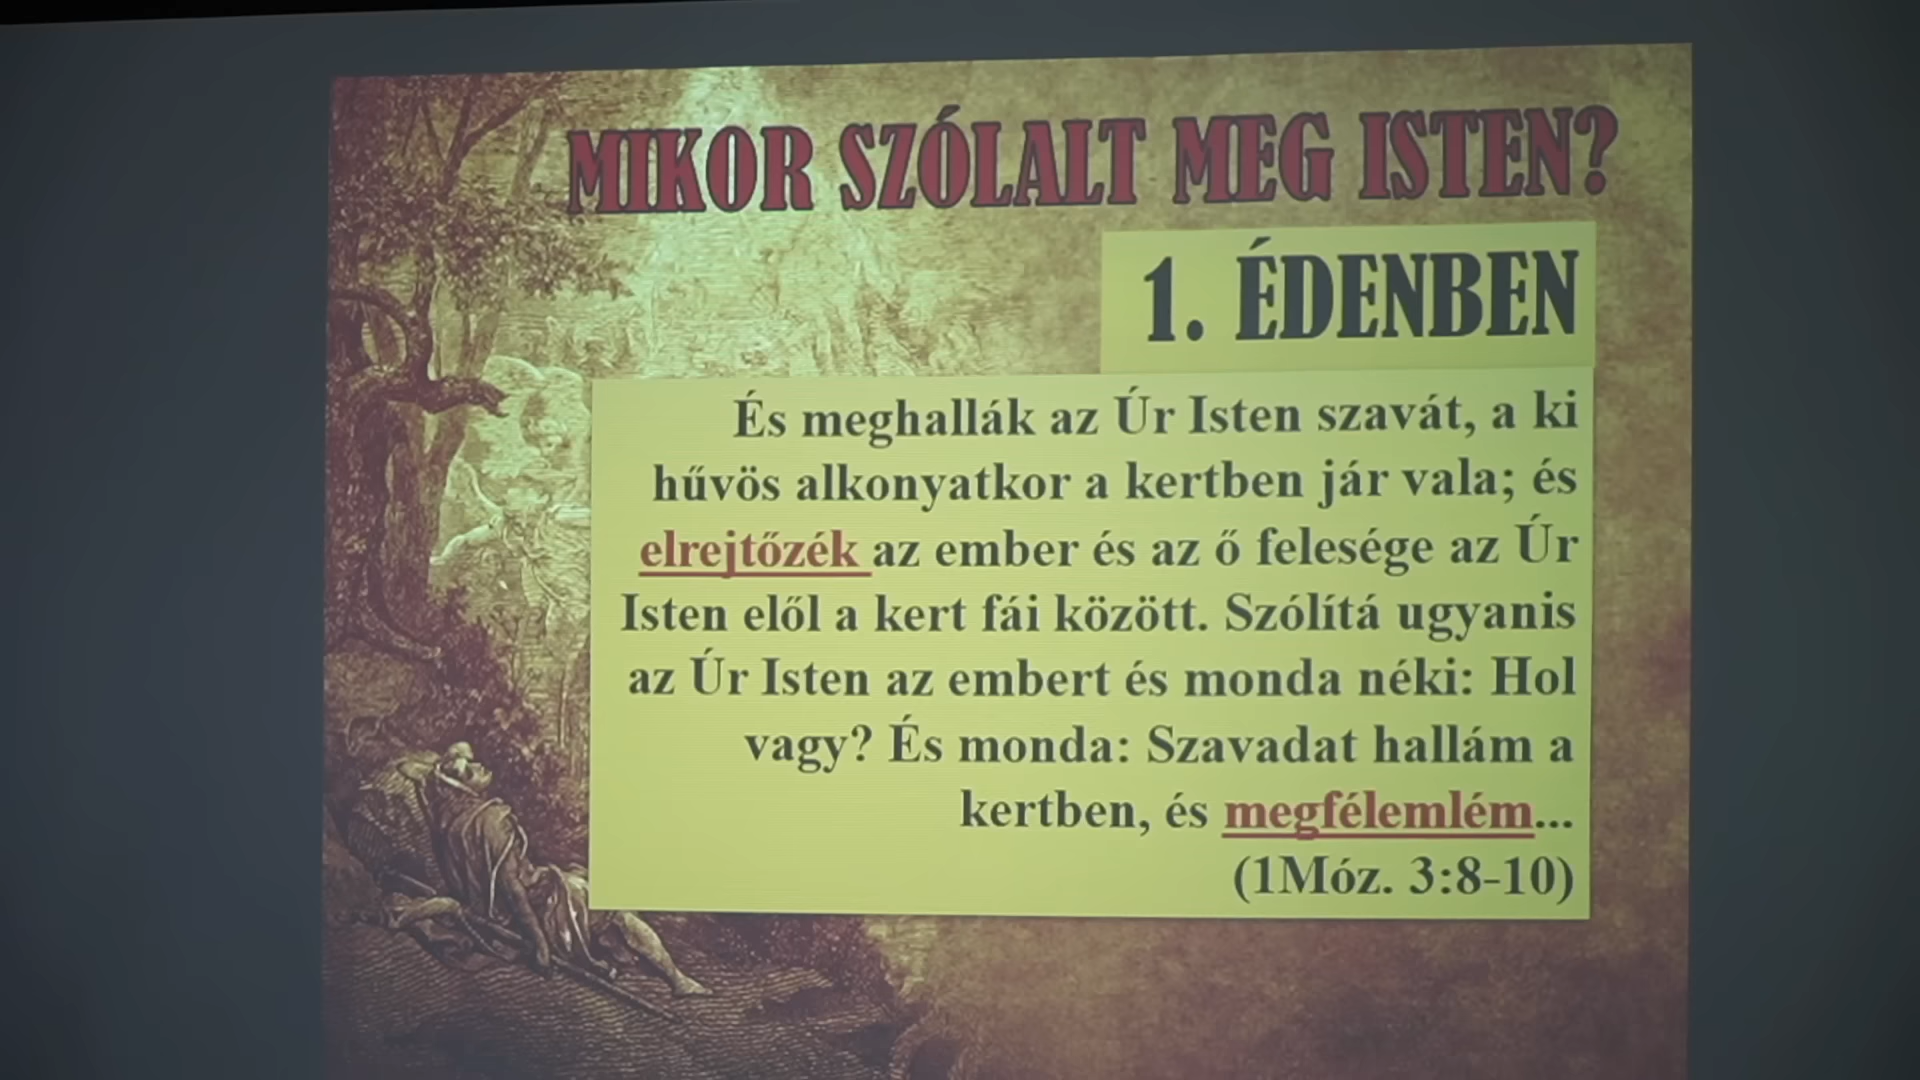 MIKOR SZÓLALT MEG ISTEN?
1. ÉDENBEN
És meghallák az Úr Isten szavát, a ki
hűvös alkonyatkor a kertben jár vala; és
elrejtőzék az ember és az ő felesége az Úr
Isten elől a kert fái között. Szólítá ugyanis
az Úr Isten az embert és monda néki: Hol
vagy? És monda: Szavadat hallám a
kertben, és megfélemlém...
(1Móz. 3:8-10)